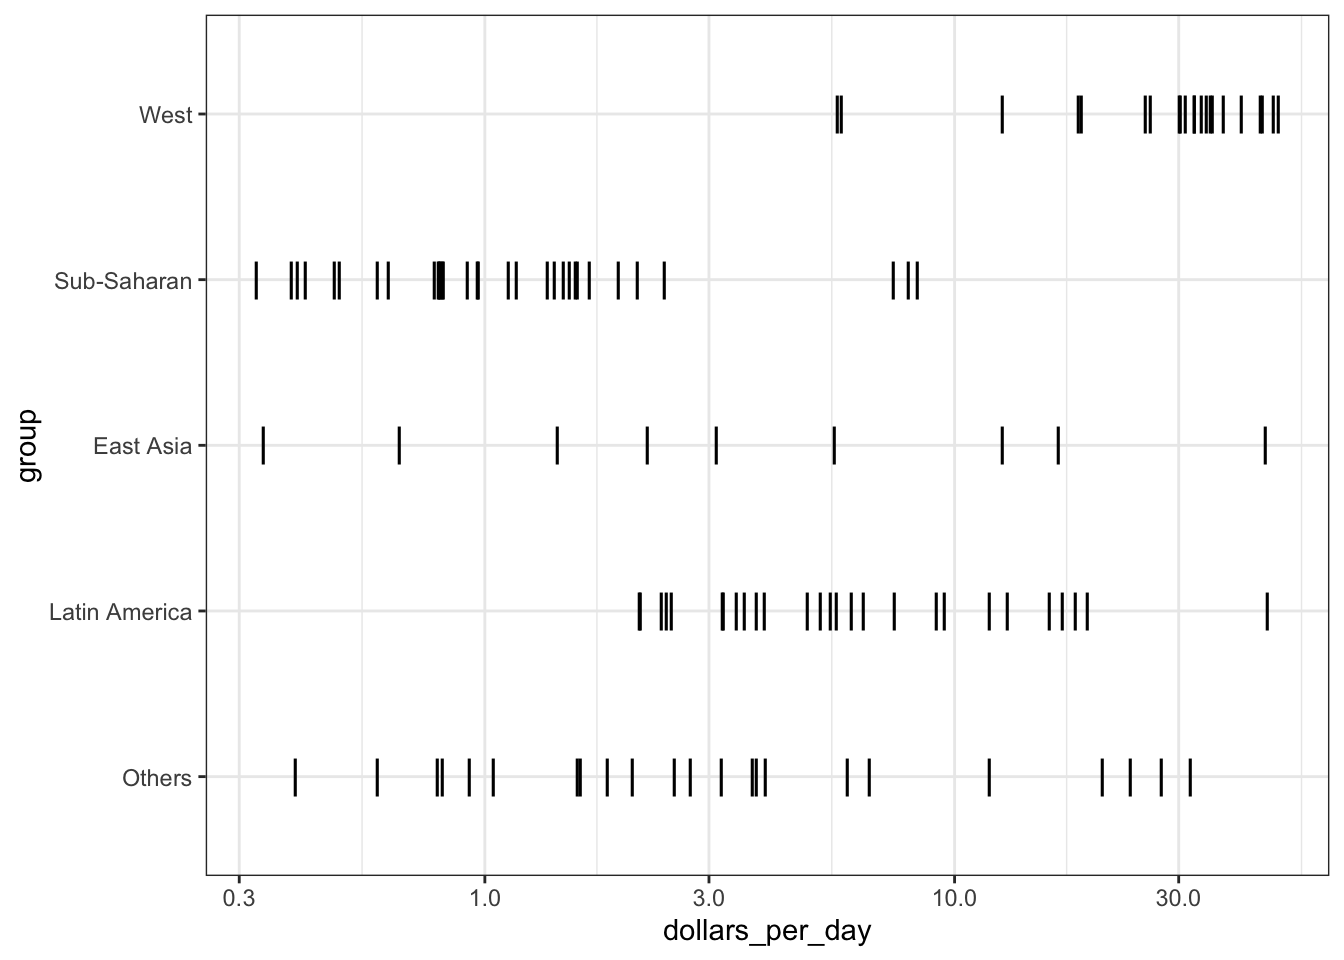 West
Sub-Saharan
East Asia
Latin America
Others
group
0.3 1.0 3.0 10.0 30.0
dollars_per_day